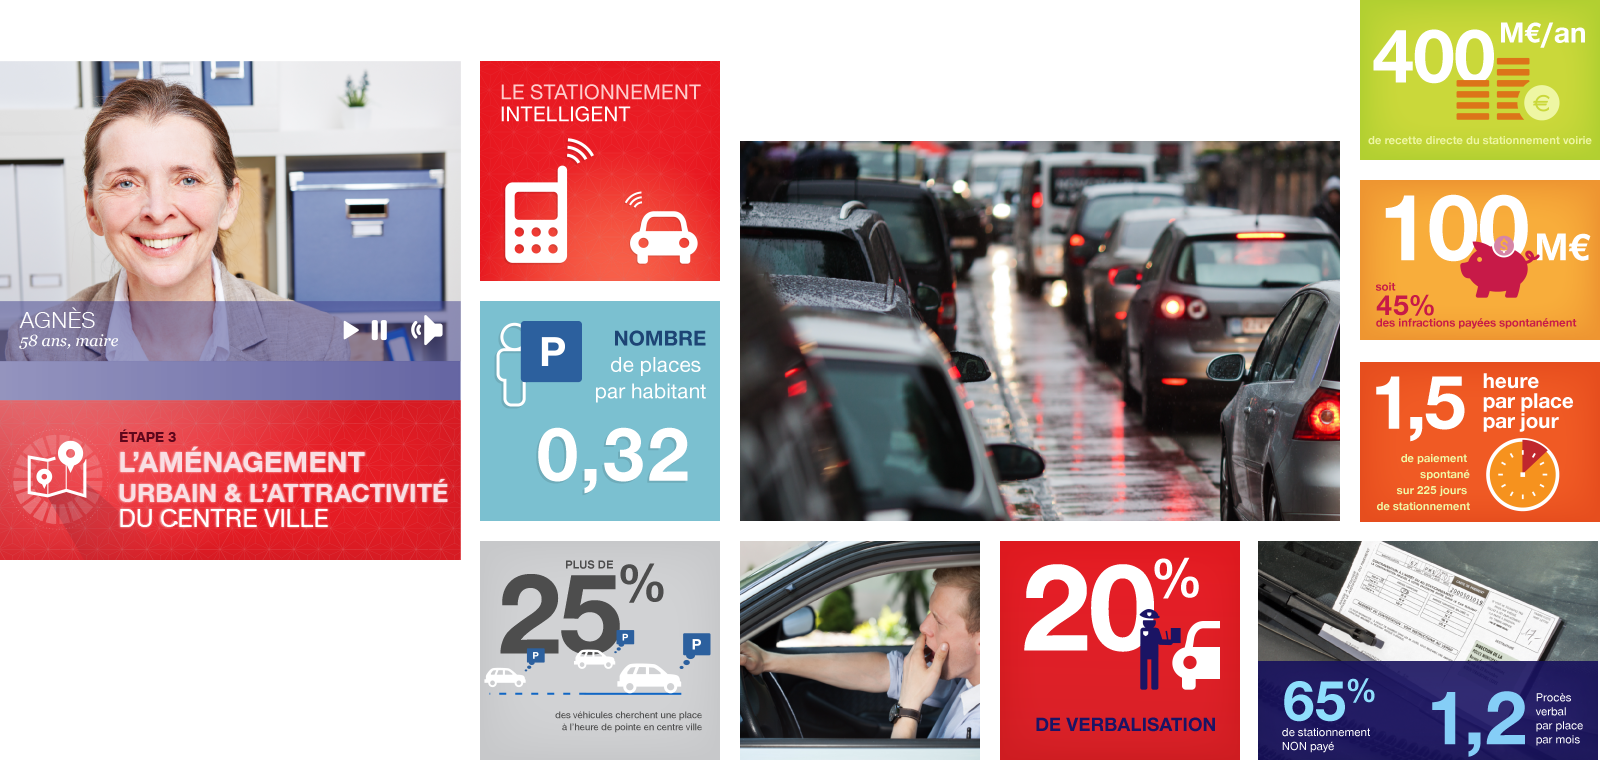 AGNÈS
58 ans, maire
ÉTAPE 3
L'AMÉNAGEMENT
URBAIN & L'ATTRACTIVITÉ
DU CENTRE VILLE
LE STATIONNEMENT
INTELLIGENT
P
NOMBRE
de places
par habitant
0,32
PLUS DE
25%
P
P
P
des véhicules cherchent une place
à l'heure de pointe en centre ville
20%
DE VERBALISATION
65%
de stationnement
NON payé
1,2
Procès
verbal
par place
par mois
400 M€/an
€
de recette directe du stationnement voirie
100 M€
$
soit
45%
des infractions payées spontanément
1,5
heure
par place
par jour
de paiement
spontané
sur 225 jours
de stationnement